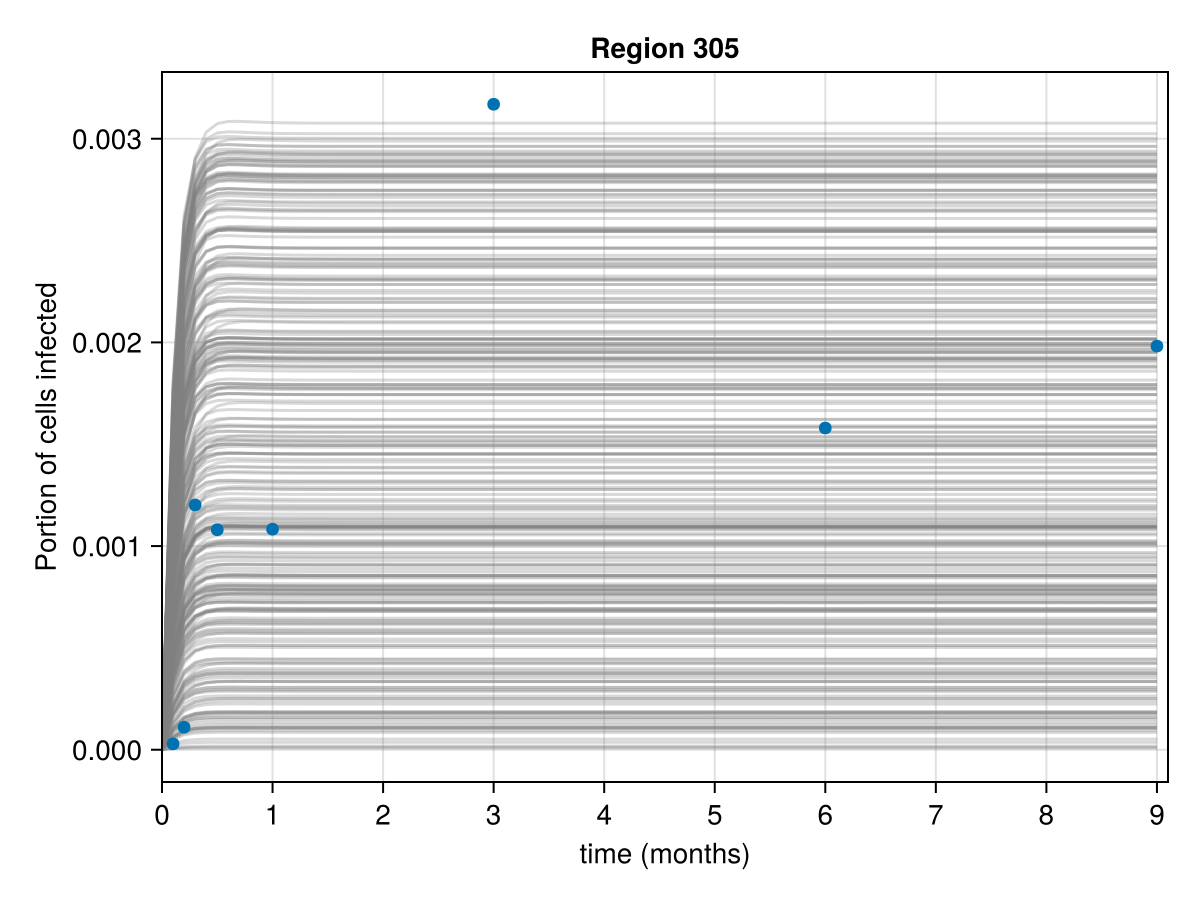 Region 305
Portion of cells infected
0.003
0.002
0.001
0.000
0 1 2 3 4 5 6 7 8 9
time (months)